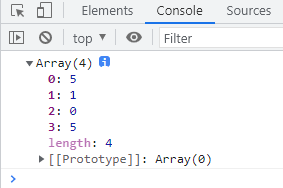 Elements Console Sources
top Filter
Array(4) i
0: 5
1: 1
2: 0
3: 5
length: 4
[[Prototype]]: Array(0)